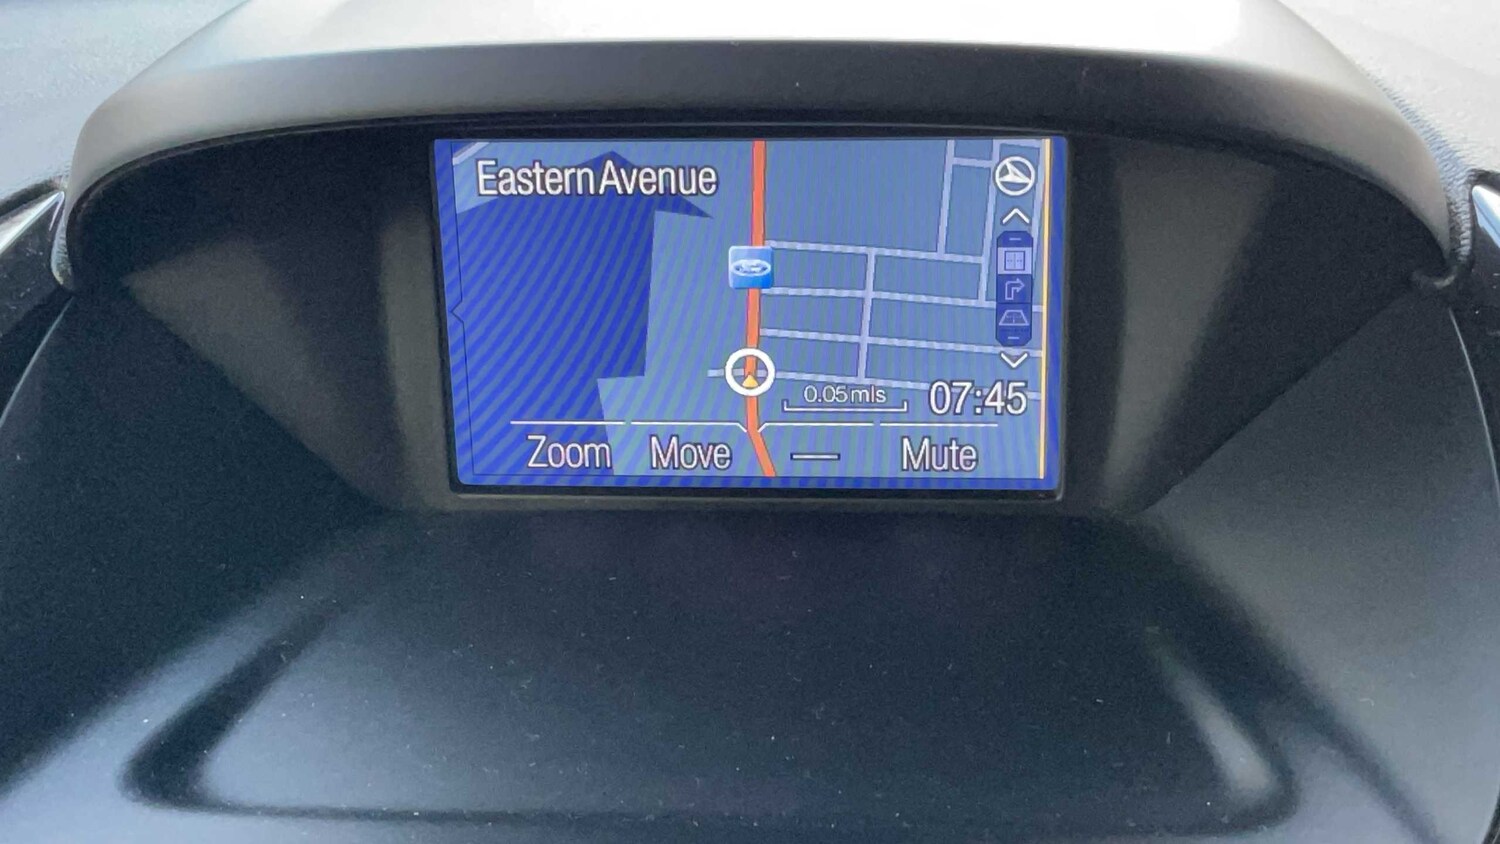 Eastern Avenue
0.05 mls
07:45
Zoom Move Mute